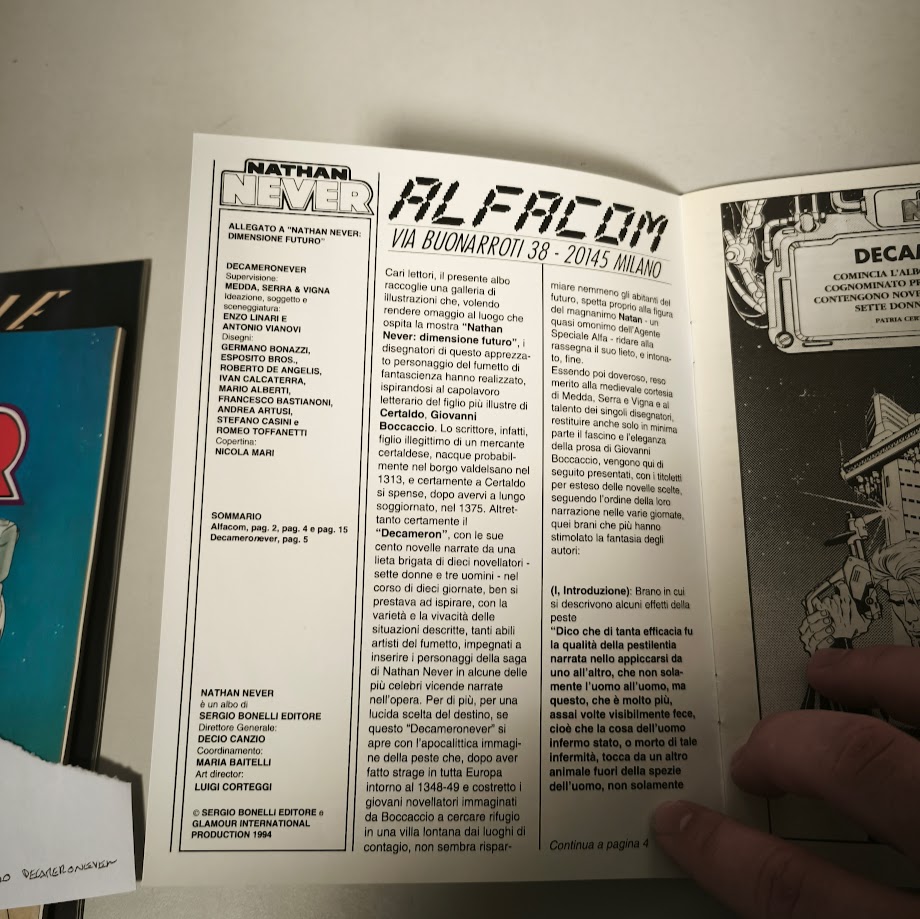 NATHAN
NEVER
ALLEGATO A "NATHAN NEVER:
DIMENSIONE FUTURO"
DECAMERONEVER
Supervisione:
MEDDA, SERRA & VIGNA
Ideazione, soggetto e
sceneggiatura:
ENZO LINARI E
ANTONIO VIANOVI
Disegni:
GERMANO BONAZZI,
ESPOSITO BROS.,
ROBERTO DE ANGELIS,
IVAN CALCATERRA,
MARIO ALBERTI,
FRANCESCO BASTIANONI,
ANDREA ARTUSI,
STEFANO CASINI e
ROMEO TOFFANETTI
Copertina:
NICOLA MARI
SOMMARIO
Alfacom, pag. 2, pag. 4 e pag. 15
Decameronever, pag. 5
NATHAN NEVER
è un albo di
SERGIO BONELLI EDITORE
Direttore Generale:
DECIO CANZIO
Coordinamento:
MARIA BAITELLI
Art director:
LUIGI CORTEGGI
© SERGIO BONELLI EDITORE e
GLAMOUR INTERNATIONAL
PRODUCTION 1994
ALFACOM
VIA BUONARROTI 38 - 20145 MILANO
Cari lettori, il presente albo
raccoglie una galleria di
illustrazioni che, volendo
rendere omaggio al luogo che
ospita la mostra "Nathan
Never: dimensione futuro", i
disegnatori di questo apprezza-
to personaggio del fumetto di
fantascienza hanno realizzato,
ispirandosi al capolavoro
letterario del figlio più illustre di
Certaldo, Giovanni
Boccaccio. Lo scrittore, infatti,
figlio illegittimo di un mercante
certaldese, nacque probabil-
mente nel borgo valdelsano nel
1313, e certamente a Certaldo
si spense, dopo avervi a lungo
soggiornato, nel 1375. Altret-
tanto certamente il
"Decameron", con le sue
cento novelle narrate da una
lieta brigata di dieci novellatori -
sette donne e tre uomini - nel
corso di dieci giornate, ben si
prestava ad ispirare, con la
varietà e la vivacità delle
situazioni descritte, tanti abili
artisti del fumetto, impegnati a
inserire i personaggi della saga
di Nathan Never in alcune delle
più celebri vicende narrate
nell'opera. Per di più, per una
lucida scelta del destino, se
questo "Decameronever" si
apre con l'apocalittica immagi-
ne della peste che, dopo aver
fatto strage in tutta Europa
intorno al 1348-49 e costretto i
giovani novellatori immaginati
da Boccaccio a cercare rifugio
in una villa lontana dai luoghi di
contagio, non sembra rispar-
miare nemmeno gli abitanti del
futuro, spetta proprio alla figura
del magnanimo Natan - un
quasi omonimo dell'Agente
Speciale Alfa - ridare alla
rassegna il suo lieto, e intona-
to, fine.
Essendo poi doveroso, reso
merito alla medievale cortesia
di Medda, Serra e Vigna e al
talento dei singoli disegnatori,
restituire anche solo in minima
parte il fascino e l'eleganza
della prosa di Giovanni
Boccaccio, vengono qui di
seguito presentati, con i titoletti
per esteso delle novelle scelte,
seguendo l'ordine della loro
narrazione nelle varie giornate,
quei brani che più hanno
stimolato la fantasia degli
autori:
(I, Introduzione): Brano in cui
si descrivono alcuni effetti della
peste
"Dico che di tanta efficacia fu
la qualità della pestilentia
narrata nello appiccarsi da
uno all'altro, che non sola-
mente l'uomo all'uomo, ma
questo, che è molto più,
assai volte visibilmente fece,
cioè che la cosa dell'uomo
infermo stato, o morto di tale
infermità, tocca da un altro
animale fuori della spezie
dell'uomo, non solamente
Continua a pagina 4
DECAM
COMINCIA L'ALB
COGNOMINATO PR
CONTENGONO NOVE
SETTE DONN
PATRIA CERT
R
DECAMERONEVER